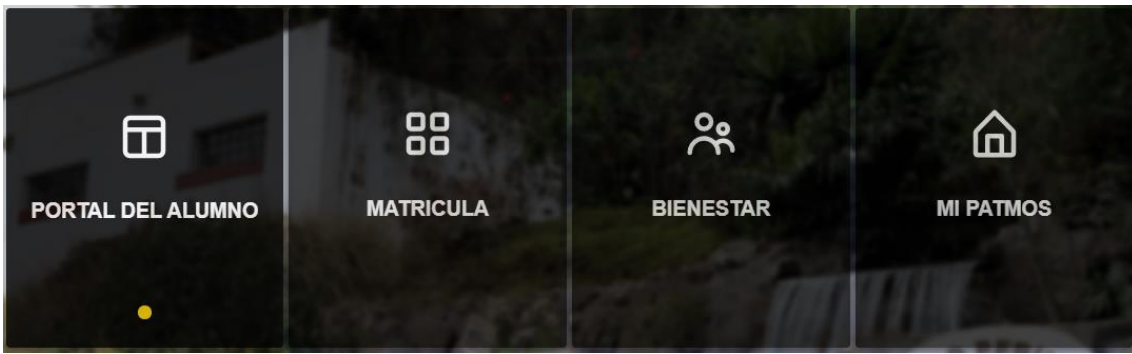 PORTAL DEL ALUMNO
MATRICULA
BIENESTAR
MI PATMOS